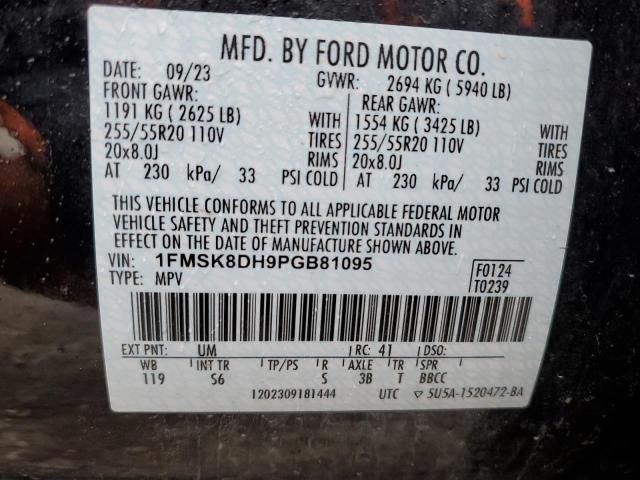 MFD. BY FORD MOTOR CO.
DATE: 09/23 GVWR: 2694 KG ( 5940 LB)
FRONT GAWR: REAR GAWR:
1191 KG ( 2625 LB) WITH 1554 KG ( 3425 LB) WITH
255/55R20 110V TIRES 255/55R20 110V TIRES
20x8.0J RIMS 20x8.0J RIMS
AT 230 kPa/ 33 PSI COLD AT 230 kPa/ 33 PSI COLD
THIS VEHICLE CONFORMS TO ALL APPLICABLE FEDERAL MOTOR
VEHICLE SAFETY AND THEFT PREVENTION STANDARDS IN
EFFECT ON THE DATE OF MANUFACTURE SHOWN ABOVE.
VIN: 1FMSK8DH9PGB81095 F0124
TYPE: MPV T0239
EXT PNT: UM RC: 41 DSO:
WB INT TR TP/PS R AXLE TR SPR
119 S6 S 3B T BBCC
1202309181444 UTC ▽ 5U5A-1520472-BA